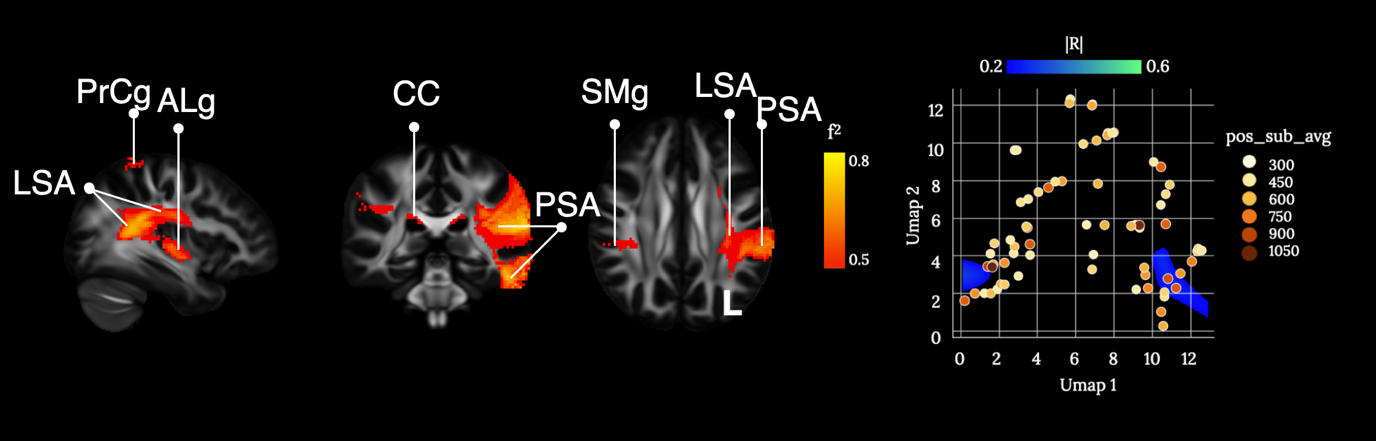 PrCg
ALg
LSA
CC
PSA
SMg
LSA
PSA
L
f²
0.8
0.5
|R|
0.2
0.6
Umap 2
12
10
8
6
4
2
0
0 2 4 6 8 10 12
Umap 1
pos_sub_avg
300
450
600
750
900
1050